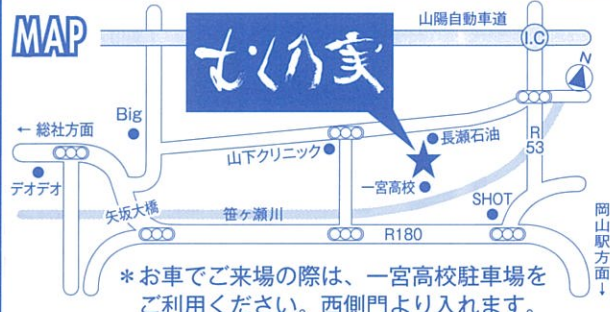 MAP
山陽自動車道
I.C
むくの実
N
Big
← 総社方面
長瀬石油
山下クリニック
R
53
デオデオ
一宮高校
SHOT
矢坂大橋
笹ヶ瀬川
岡山駅方面→
R180
*お車でご来場の際は、一宮高校駐車場を
ご利用ください。西側門より入れます。